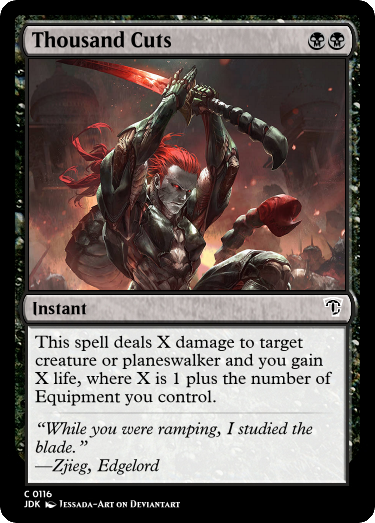 Thousand Cuts
Instant
This spell deals X damage to target
creature or planeswalker and you gain
X life, where X is 1 plus the number of
Equipment you control.
“While you were ramping, I studied the
blade.”
—Zjieg, Edgelord
C 0116
JDK Jessada-Art on Deviantart